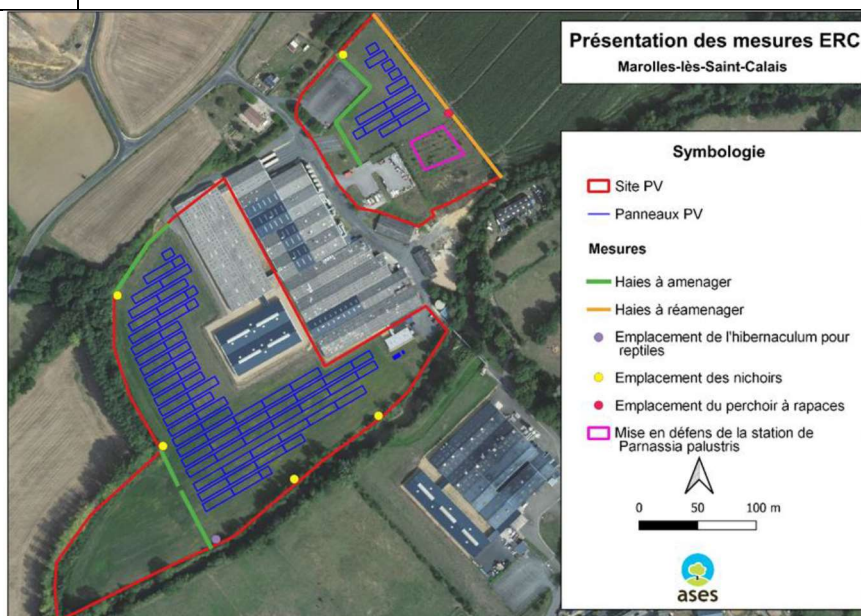 Présentation des mesures ERC
Marolles-lès-Saint-Calais
Symbologie
Site PV
Panneaux PV
Mesures
Haies à amenager
Haies à réamenager
Emplacement de l'hibernaculum pour
reptiles
Emplacement des nichoirs
Emplacement du perchoir à rapaces
Mise en défens de la station de
Parnassia palustris
0 50 100 m
ases